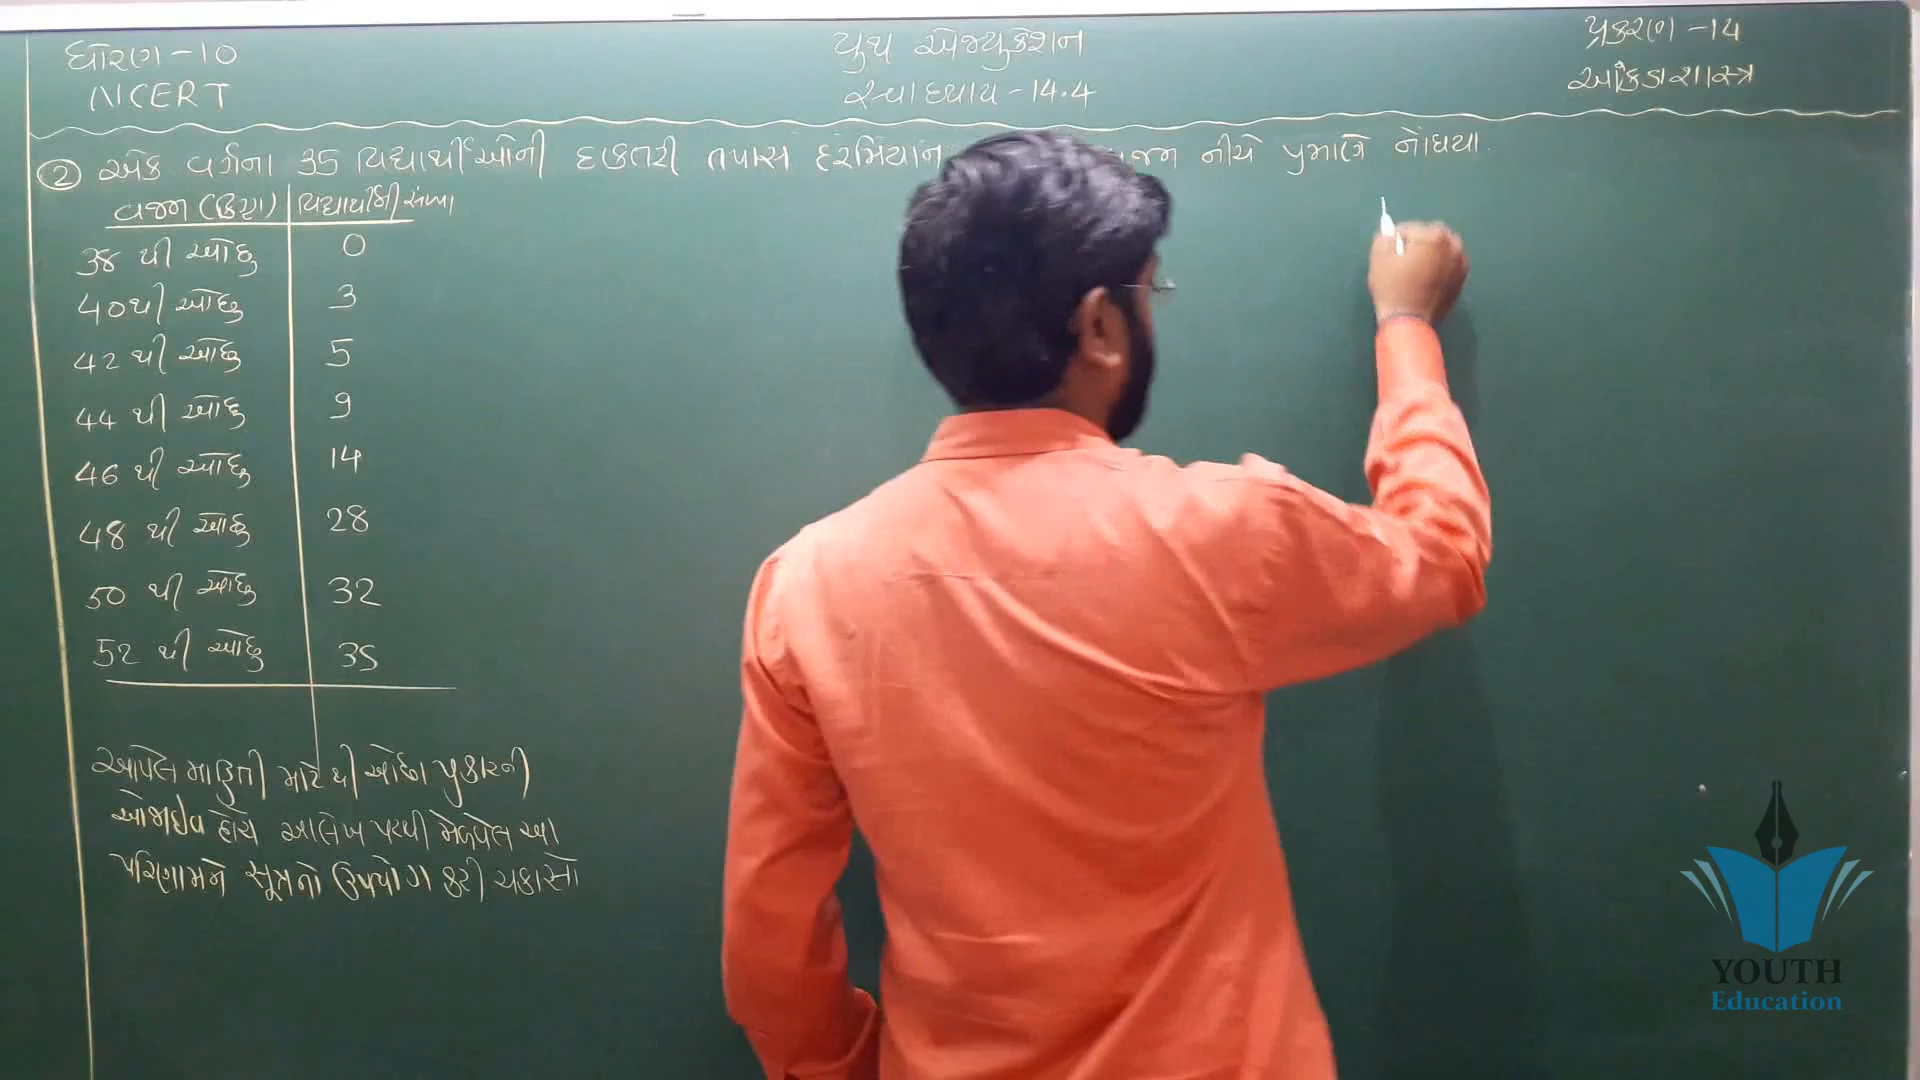 ધોરણ - 10
NCERT
યુથ એજ્યુકેશન
સ્વાધ્યાય - 14.4
પ્રકરણ - 14
આંકડાશાસ્ત્ર
② એક વર્ગના 35 વિદ્યાર્થીઓની દાકતરી તપાસ દરમિયાન વજન નીચે પ્રમાણે નોંધાયા.
વજન (કિગ્રા) વિદ્યાર્થીની સંખ્યા
38 થી ઓછુ 0
40 થી ઓછુ 3
42 થી ઓછુ 5
44 થી ઓછુ 9
46 થી ઓછુ 14
48 થી ઓછુ 28
50 થી ઓછુ 32
52 થી ઓછુ 35
આપેલ માહિતી માટે થી ઓછા પ્રકારની
ઓજાઇવ દોરો આલેખ પરથી મેળવેલ આ
પરિણામને સૂત્રનો ઉપયોગ કરી ચકાસો
YOUTH
Education